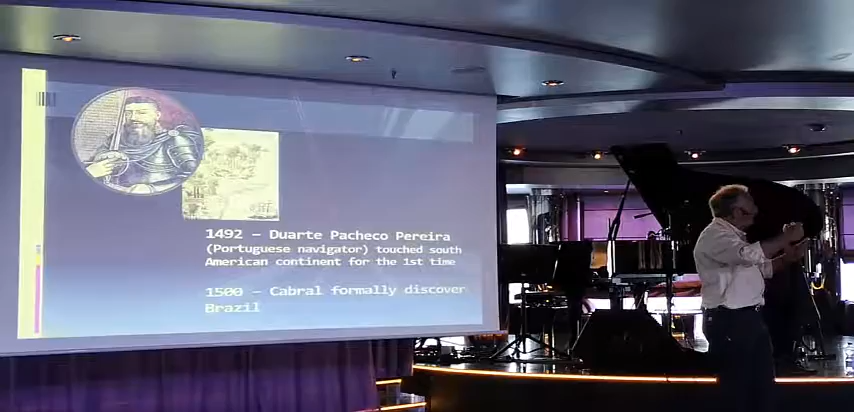 1492 – Duarte Pacheco Pereira
(Portuguese navigator) touched south
American continent for the 1st time
1500 – Cabral formally discover
Brazil